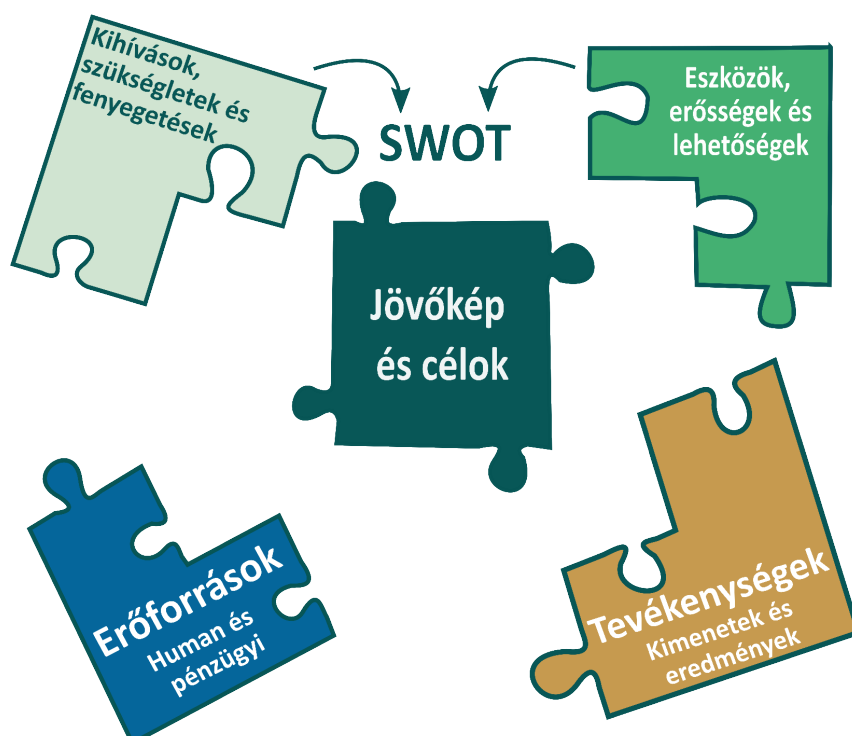 Kihívások,
szükségletek és
fenyegetések
SWOT
Eszközök,
erősségek és
lehetőségek
Jövőkép
és célok
Erőforrások
Human és
pénzügyi
Tevékenységek
Kimenetek és
eredmények